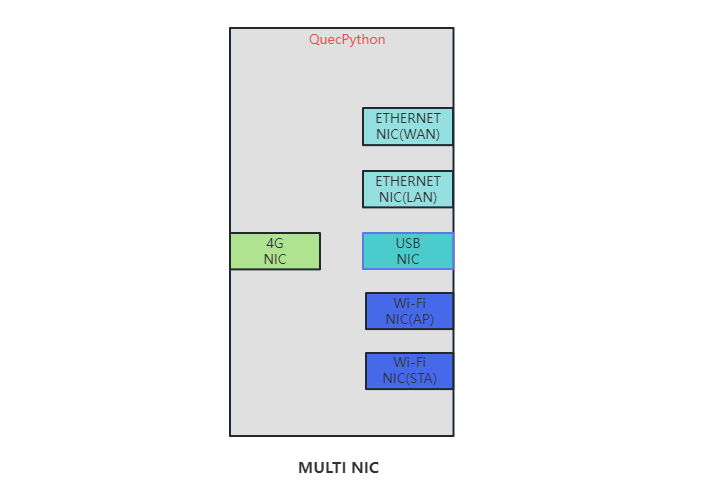 QuecPython
ETHERNET
NIC(WAN)
ETHERNET
NIC(LAN)
4G
NIC
USB
NIC
Wi-Fi
NIC(AP)
Wi-Fi
NIC(STA)
MULTI NIC